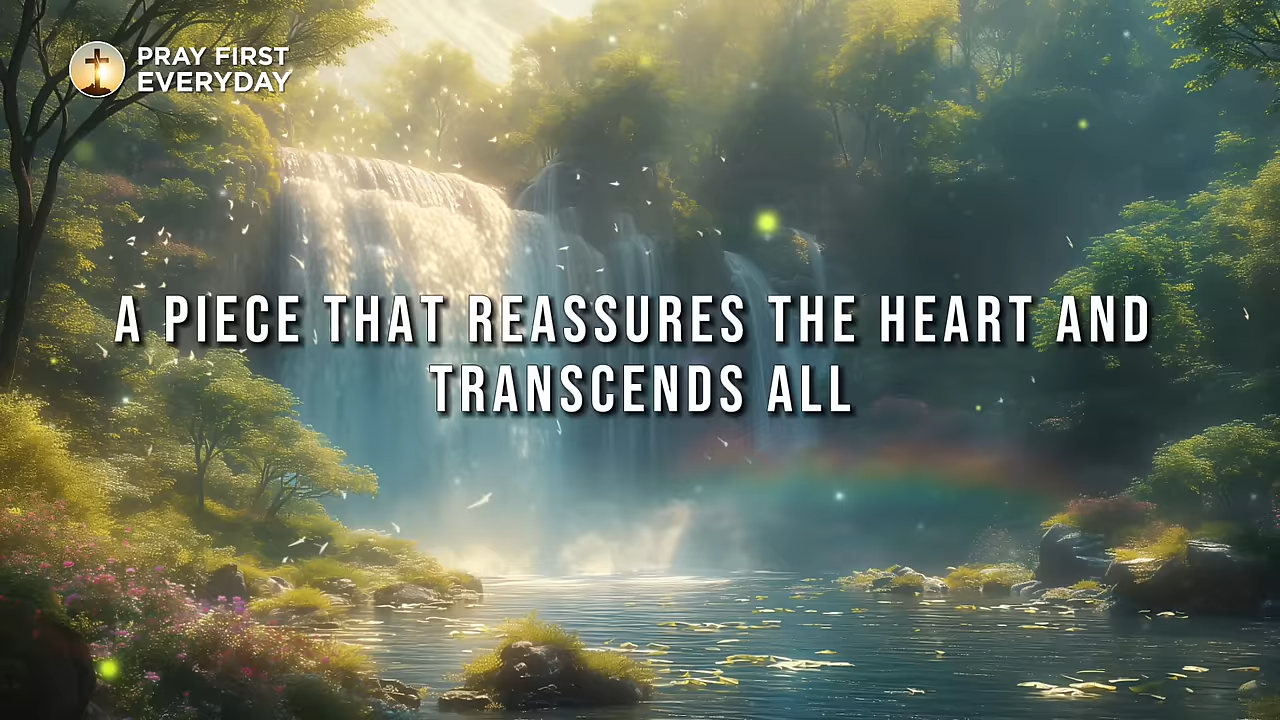 PRAY FIRST
EVERYDAY
A PIECE THAT REASSURES THE HEART AND
TRANSCENDS ALL